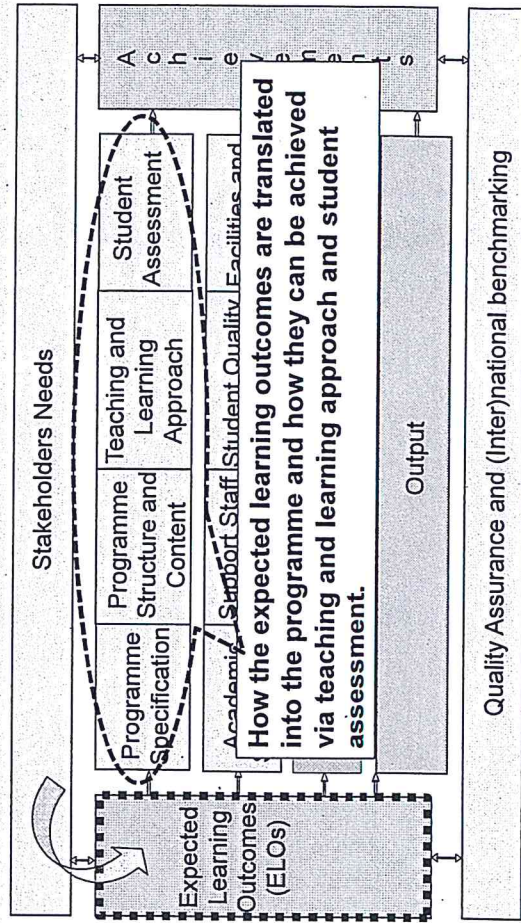 Stakeholders Needs
Expected
Learning
Outcomes
(ELOs)
Programme
Specification
Programme
Structure and
Content
Teaching and
Learning
Approach
Student
Assessment
Academic
Support Staff
Student Quality
Facilities and
How the expected learning outcomes are translated
into the programme and how they can be achieved
via teaching and learning approach and student
assessment.
Output
A
c
h
i
e
v
e
m
e
n
t
s
Quality Assurance and (Inter)national benchmarking